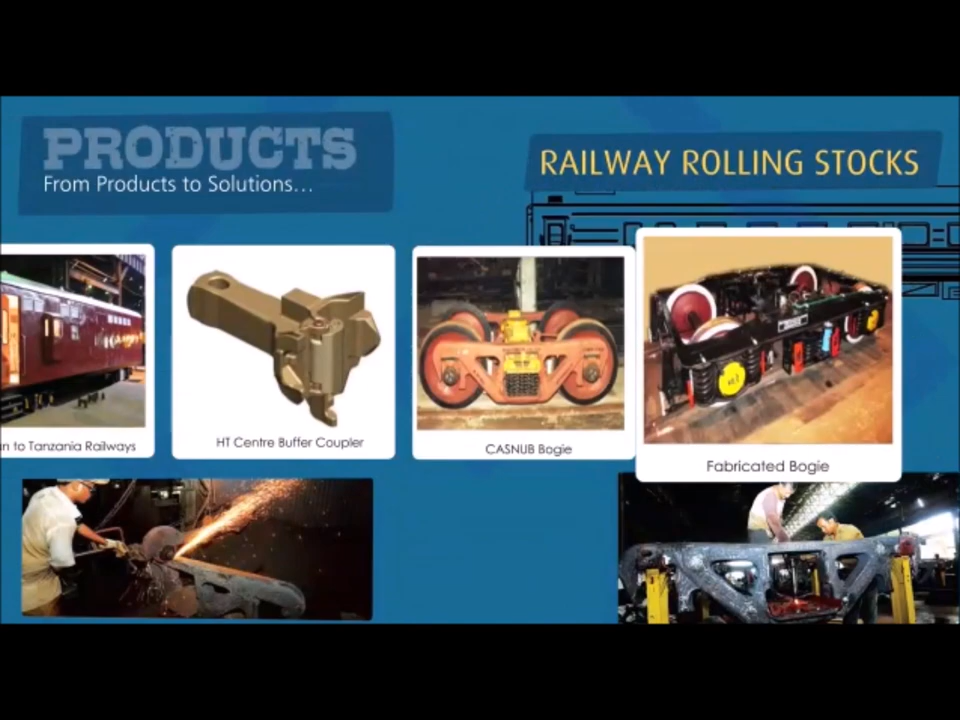 PRODUCTS
From Products to Solutions...
RAILWAY ROLLING STOCKS
n to Tanzania Railways
HT Centre Buffer Coupler
CASNUB Bogie
Fabricated Bogie